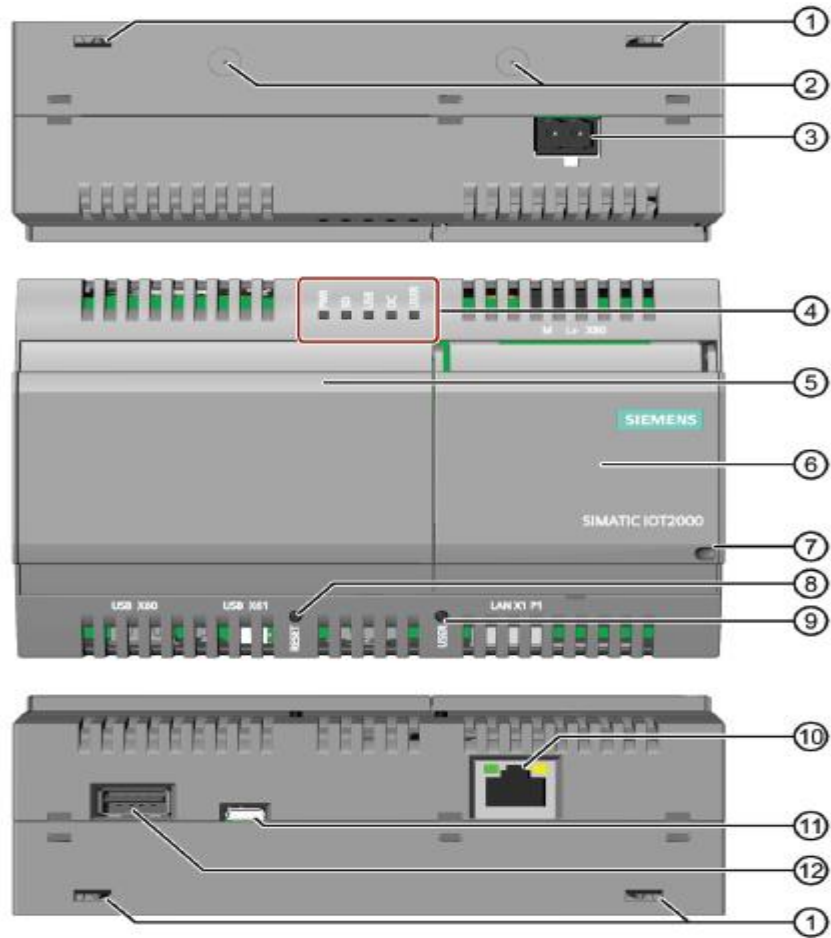 ①
②
③
PWR SD USB DC USER
④
M L+ X80
⑤
SIEMENS
⑥
SIMATIC IOT2000
⑦
⑧
USB X60 USB X61 LAN X1 P1
RESET USER
⑨
⑩
⑪
⑫
①